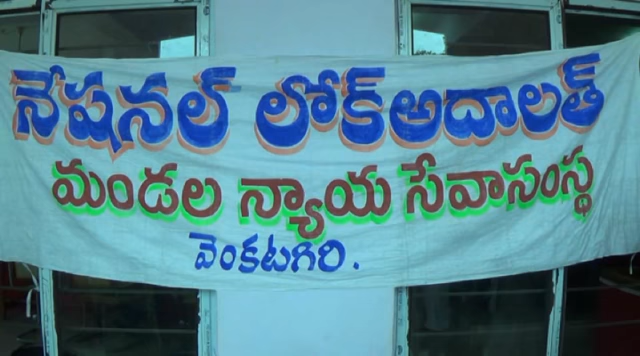 నేషనల్ లోక్అదాలత్
మండల న్యాయ సేవాసంస్థ
వెంకటగిరి.